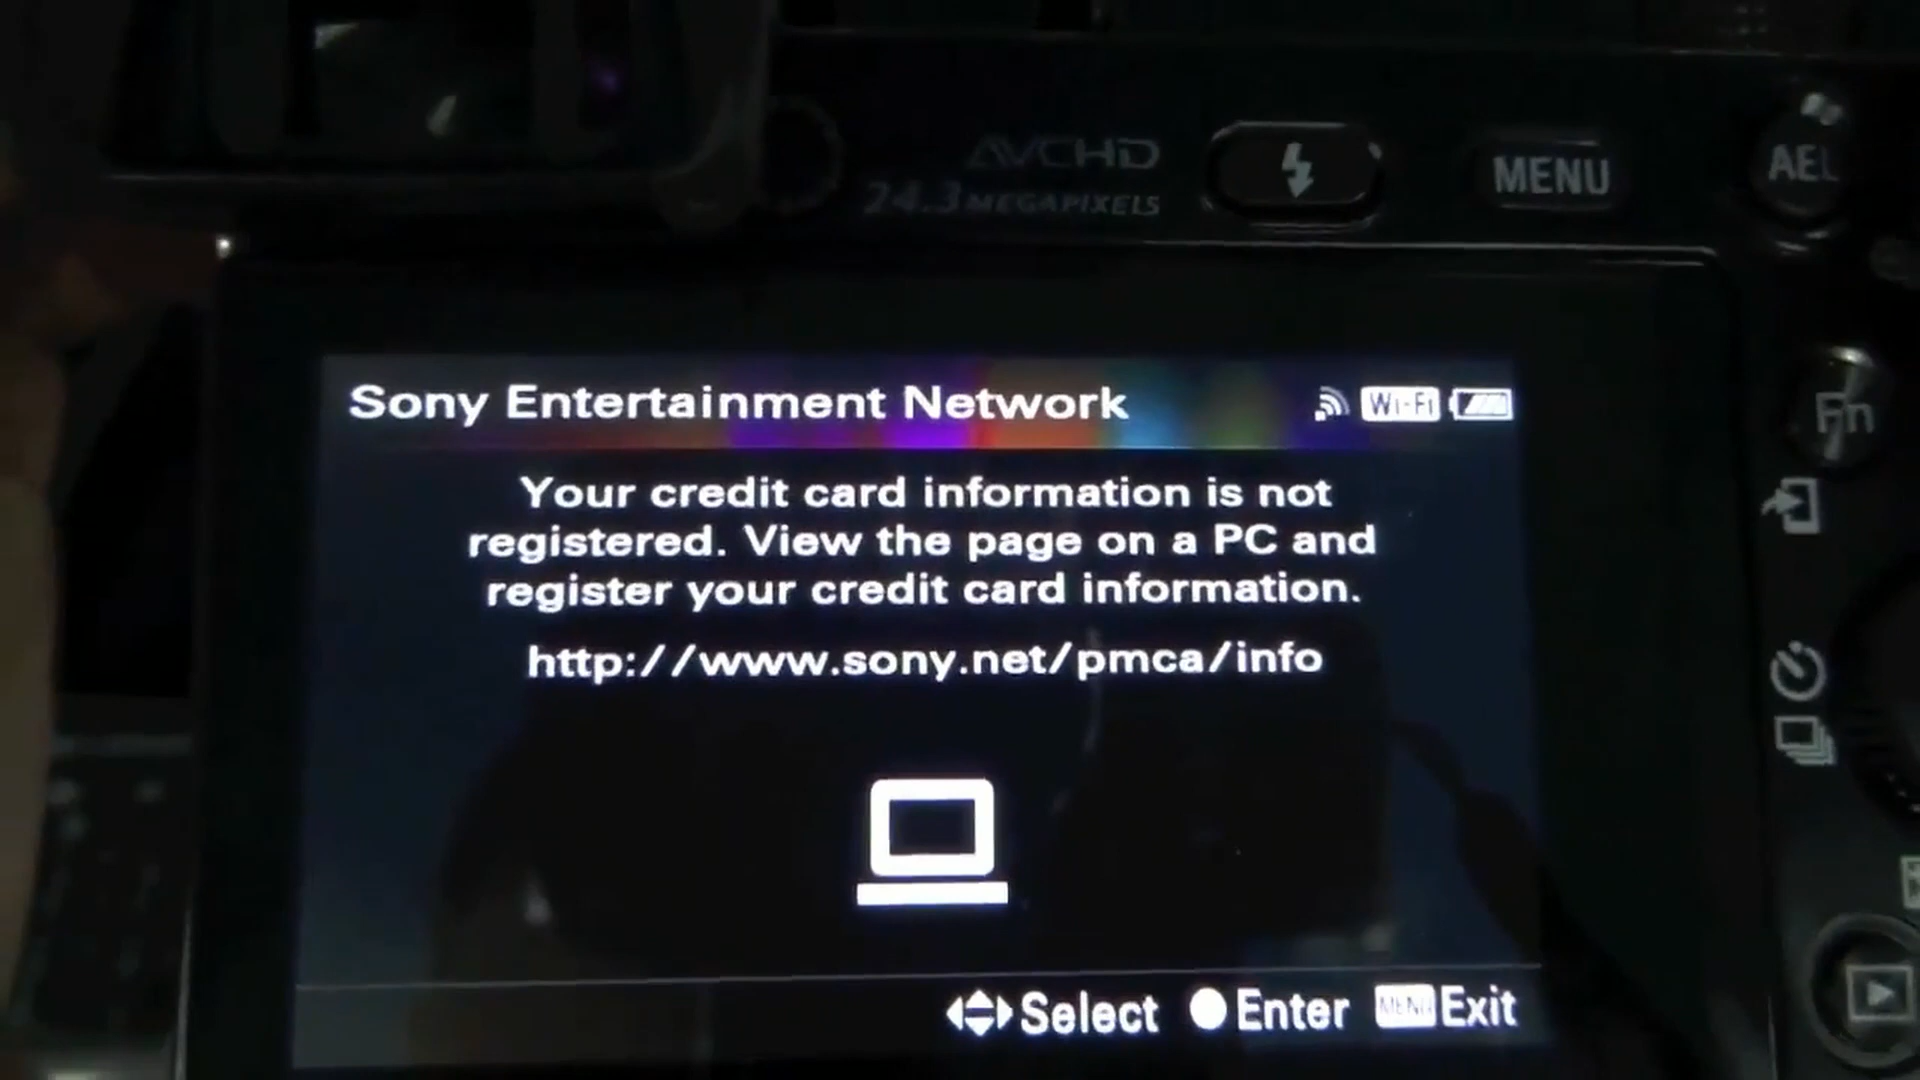 AVCHD
24.3 MEGAPIXELS
MENU
AEL
Sony Entertainment Network
Wi-Fi
Fn
Your credit card information is not
registered. View the page on a PC and
register your credit card information.
http://www.sony.net/pmca/info
Select Enter MENU Exit